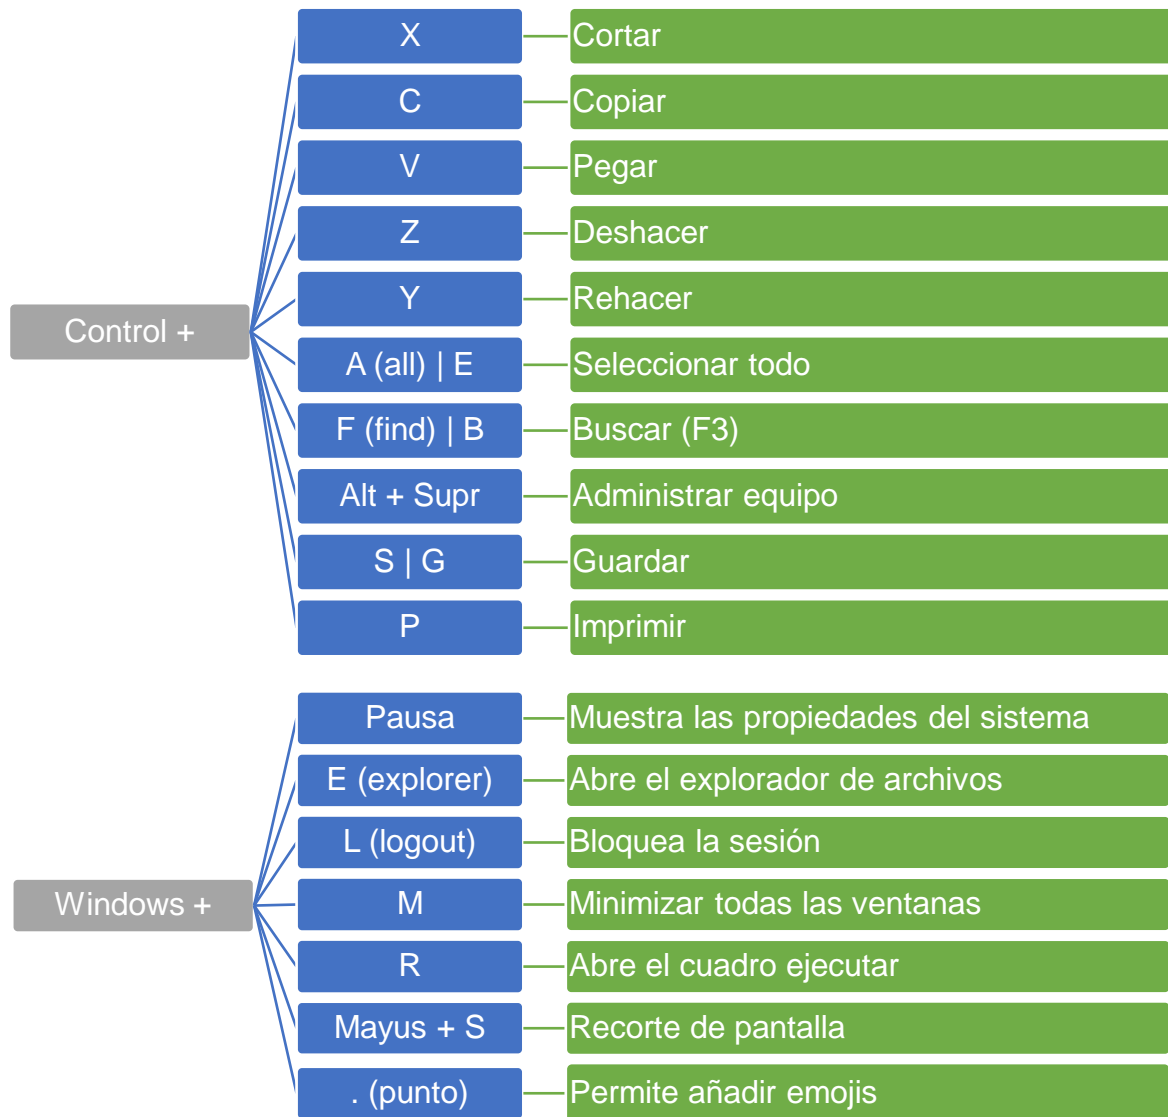 Control +
X
Cortar
C
Copiar
V
Pegar
Z
Deshacer
Y
Rehacer
A (all) | E
Seleccionar todo
F (find) | B
Buscar (F3)
Alt + Supr
Administrar equipo
S | G
Guardar
P
Imprimir
Windows +
Pausa
Muestra las propiedades del sistema
E (explorer)
Abre el explorador de archivos
L (logout)
Bloquea la sesión
M
Minimizar todas las ventanas
R
Abre el cuadro ejecutar
Mayus + S
Recorte de pantalla
. (punto)
Permite añadir emojis